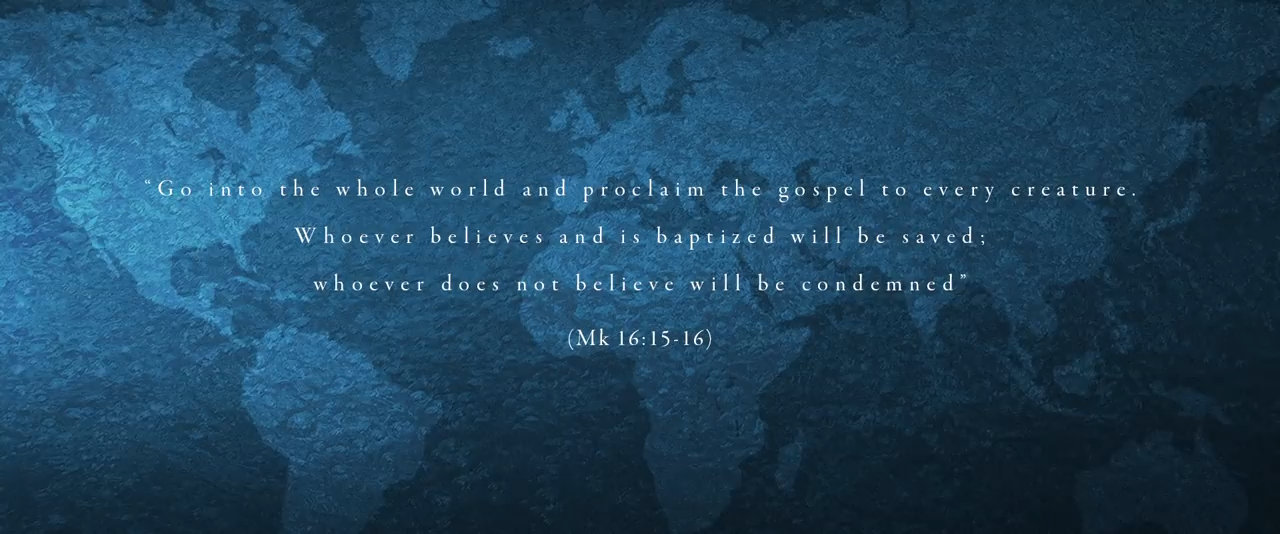 “Go into the whole world and proclaim the gospel to every creature.
Whoever believes and is baptized will be saved;
whoever does not believe will be condemned”
(Mk 16:15-16)